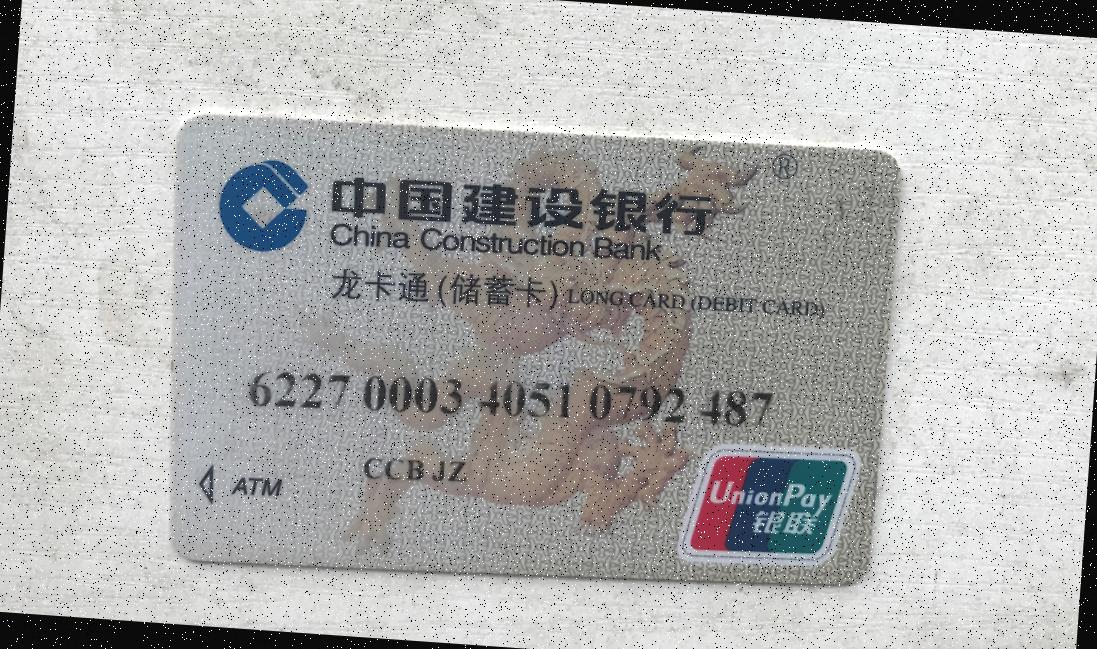 中国建设银行®
China Construction Bank
龙卡通(储蓄卡) LONG CARD (DEBIT CARD)
6227 0003 4051 0792 487
CCB JZ
ATM
UnionPay
银联